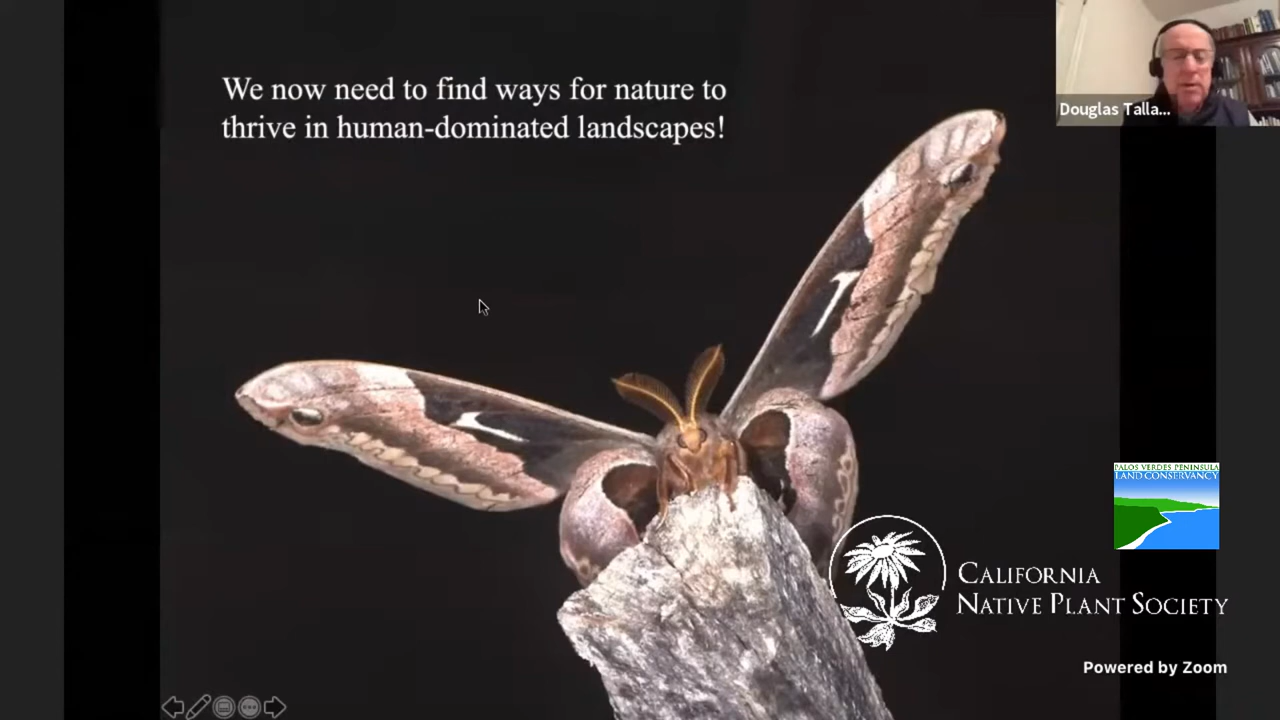 We now need to find ways for nature to
thrive in human-dominated landscapes!
Douglas Talla...
PALOS VERDES PENINSULA
LAND CONSERVANCY
CALIFORNIA
NATIVE PLANT SOCIETY
Powered by Zoom